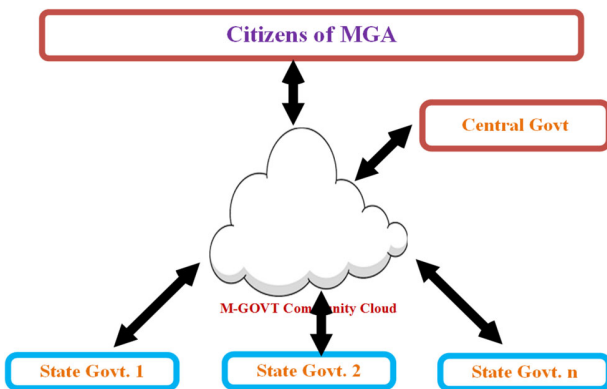 Citizens of MGA
Central Govt
M-GOVT Community Cloud
State Govt. 1
State Govt. 2
State Govt. n